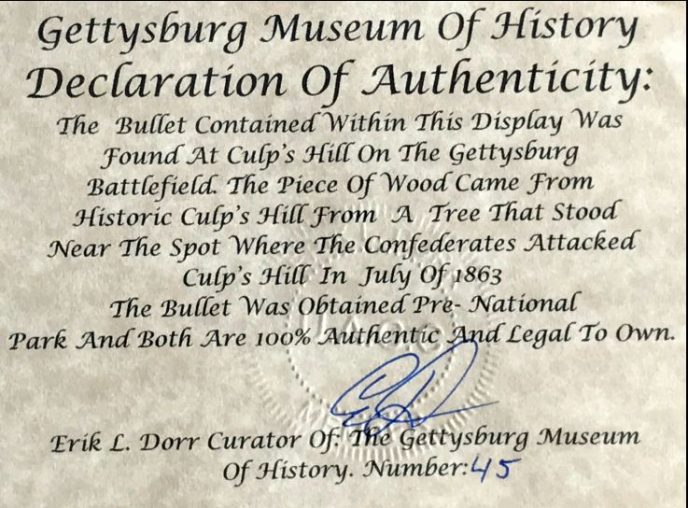 Gettysburg Museum Of History
Declaration Of Authenticity:
The Bullet Contained Within This Display Was
Found At Culp's Hill On The Gettysburg
Battlefield. The Piece Of Wood Came From
Historic Culp's Hill From A Tree That Stood
Near The Spot Where The Confederates Attacked
Culp's Hill In July Of 1863
The Bullet Was Obtained Pre- National
Park And Both Are 100% Authentic And Legal To Own.
Erik L. Dorr Curator Of: The Gettysburg Museum
Of History. Number: 45